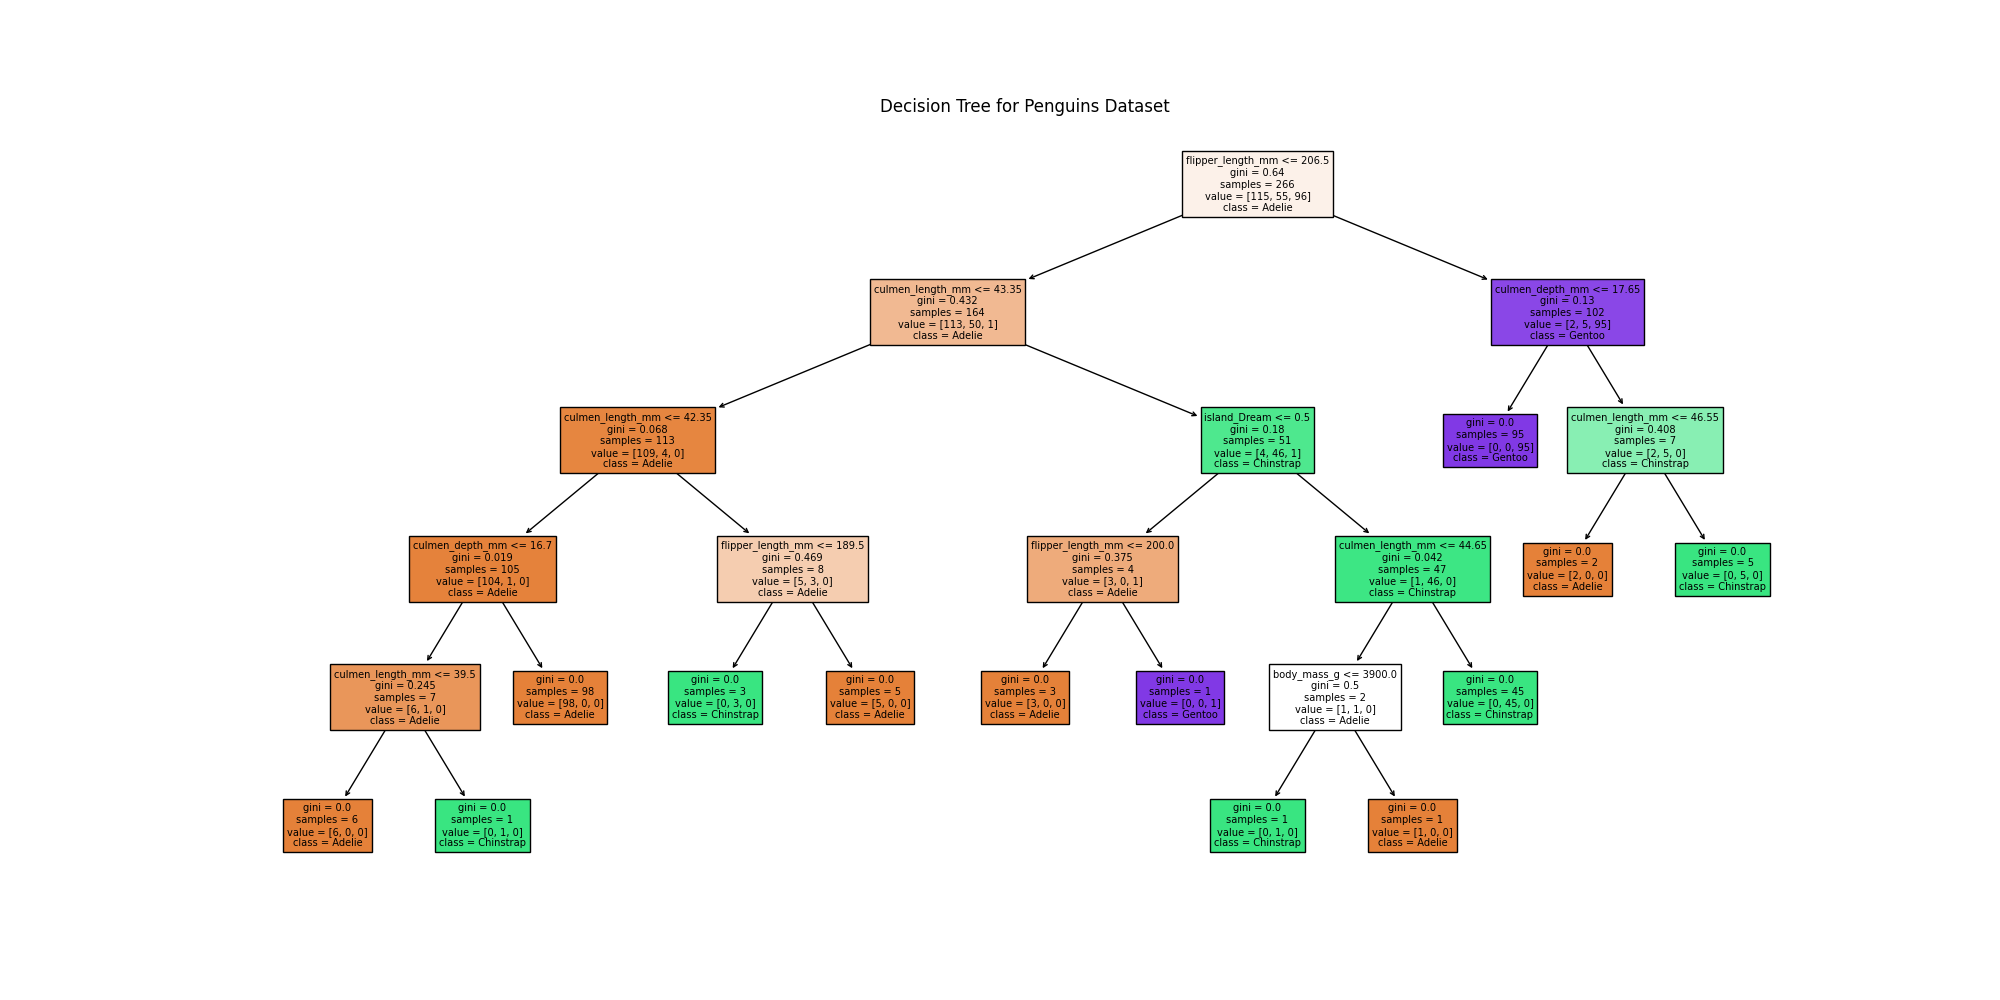 Decision Tree for Penguins Dataset
flipper_length_mm <= 206.5
gini = 0.64
samples = 266
value = [115, 55, 96]
class = Adelie
culmen_length_mm <= 43.35
gini = 0.432
samples = 164
value = [113, 50, 1]
class = Adelie
culmen_depth_mm <= 17.65
gini = 0.13
samples = 102
value = [2, 5, 95]
class = Gentoo
culmen_length_mm <= 42.35
gini = 0.068
samples = 113
value = [109, 4, 0]
class = Adelie
island_Dream <= 0.5
gini = 0.18
samples = 51
value = [4, 46, 1]
class = Chinstrap
gini = 0.0
samples = 95
value = [0, 0, 95]
class = Gentoo
culmen_length_mm <= 46.55
gini = 0.408
samples = 7
value = [2, 5, 0]
class = Chinstrap
culmen_depth_mm <= 16.7
gini = 0.019
samples = 105
value = [104, 1, 0]
class = Adelie
flipper_length_mm <= 189.5
gini = 0.469
samples = 8
value = [5, 3, 0]
class = Adelie
flipper_length_mm <= 200.0
gini = 0.375
samples = 4
value = [3, 0, 1]
class = Adelie
culmen_length_mm <= 44.65
gini = 0.042
samples = 47
value = [1, 46, 0]
class = Chinstrap
gini = 0.0
samples = 2
value = [2, 0, 0]
class = Adelie
gini = 0.0
samples = 5
value = [0, 5, 0]
class = Chinstrap
culmen_length_mm <= 39.5
gini = 0.245
samples = 7
value = [6, 1, 0]
class = Adelie
gini = 0.0
samples = 98
value = [98, 0, 0]
class = Adelie
gini = 0.0
samples = 3
value = [0, 3, 0]
class = Chinstrap
gini = 0.0
samples = 5
value = [5, 0, 0]
class = Adelie
gini = 0.0
samples = 3
value = [3, 0, 0]
class = Adelie
gini = 0.0
samples = 1
value = [0, 0, 1]
class = Gentoo
body_mass_g <= 3900.0
gini = 0.5
samples = 2
value = [1, 1, 0]
class = Adelie
gini = 0.0
samples = 45
value = [0, 45, 0]
class = Chinstrap
gini = 0.0
samples = 6
value = [6, 0, 0]
class = Adelie
gini = 0.0
samples = 1
value = [0, 1, 0]
class = Chinstrap
gini = 0.0
samples = 1
value = [0, 1, 0]
class = Chinstrap
gini = 0.0
samples = 1
value = [1, 0, 0]
class = Adelie